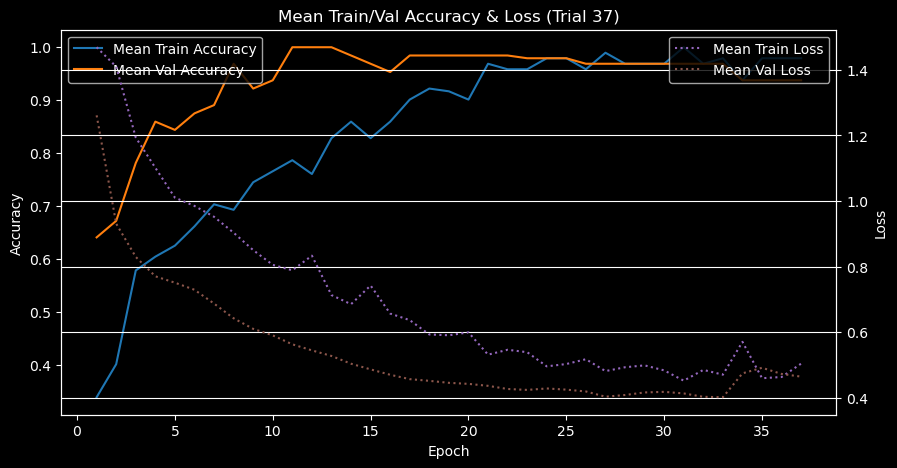 Mean Train/Val Accuracy & Loss (Trial 37)
Mean Train Accuracy
Mean Val Accuracy
Mean Train Loss
Mean Val Loss
1.0
0.9
0.8
0.7
0.6
0.5
0.4
Accuracy
1.4
1.2
1.0
0.8
0.6
0.4
Loss
0 5 10 15 20 25 30 35
Epoch